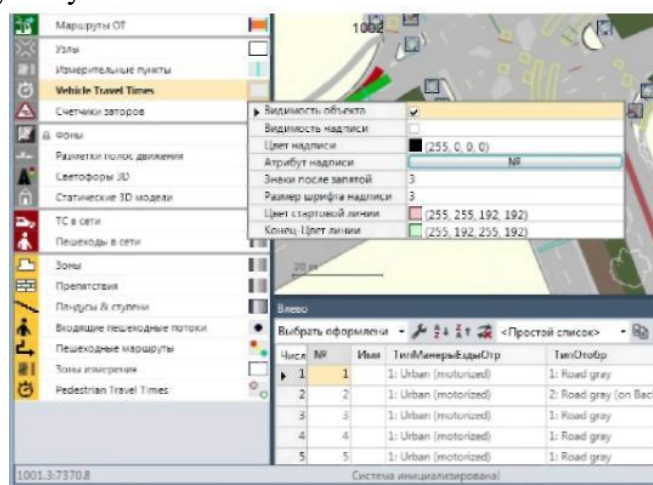 Маршруты ОТ
Узлы
Измерительные пункты
Vehicle Travel Times
Счетчики заторов
Фоны
Разметки полос движения
Светофоры 3D
Статические 3D модели
ТС в сети
Пешеходы в сети
Зоны
Препятствия
Пандусы & ступени
Входящие пешеходные потоки
Пешеходные маршруты
Зоны измерения
Pedestrian Travel Times
1002
Видимость объекта
Видимость надписи
Цвет надписи (255, 0, 0, 0)
Атрибут надписи №
Знаки после запятой 3
Размер шрифта надписи 3
Цвет стартовой линии (255, 255, 192, 192)
Конец-Цвет линии (255, 192, 255, 192)
20 m
Влево
Выбрать оформлени <Простой список>
Числ № Имя ТипМанерыЕздыОтр ТипОтобр
1 1 1: Urban (motorized) 1: Road gray
2 2 1: Urban (motorized) 2: Road gray (on Bac
3 3 1: Urban (motorized) 1: Road gray
4 4 1: Urban (motorized) 1: Road gray
5 5 1: Urban (motorized) 1: Road gray
1001.3:7370.8 Система инициализирована!